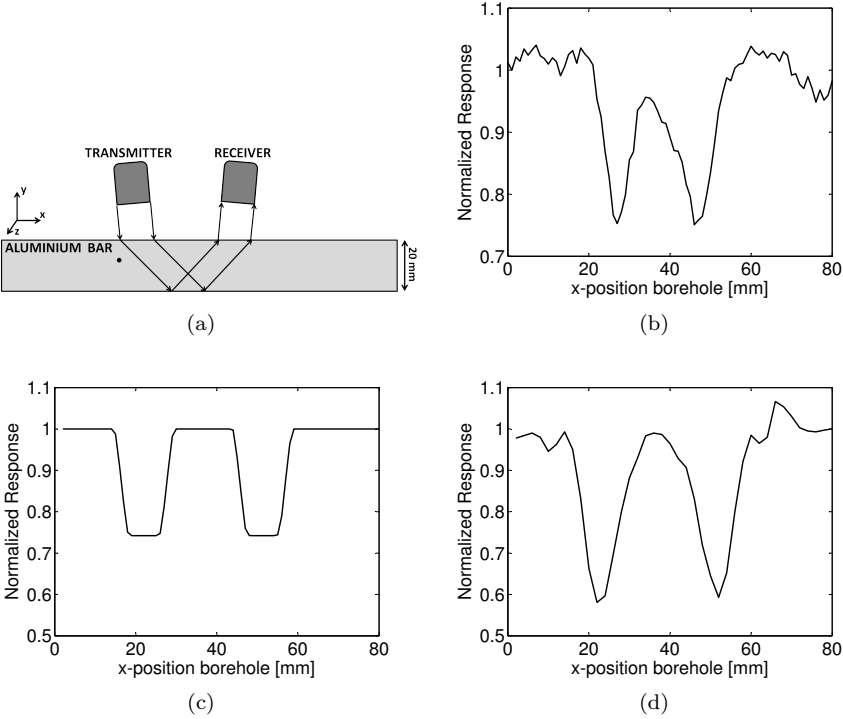 TRANSMITTER RECEIVER
y
x
z
ALUMINIUM BAR
20 mm
(a)
Normalized Response
1.1
1
0.9
0.8
0.7
0 20 40 60 80
x-position borehole [mm]
(b)
Normalized Response
1.1
1
0.9
0.8
0.7
0.6
0.5
0 20 40 60 80
x-position borehole [mm]
(c)
Normalized Response
1.1
1
0.9
0.8
0.7
0.6
0.5
0 20 40 60 80
x-position borehole [mm]
(d)